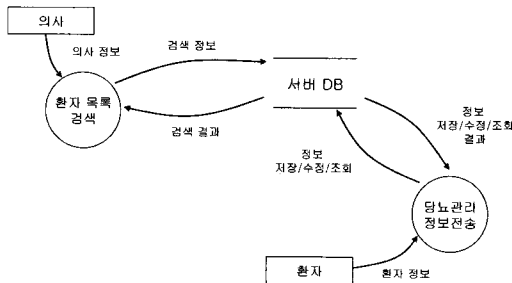 의사
의사 정보
검색 정보
환자 목록
검색
서버 DB
검색 결과
정보
저장/수정/조회
결과
정보
저장/수정/조회
당뇨관리
정보전송
환자
환자 정보